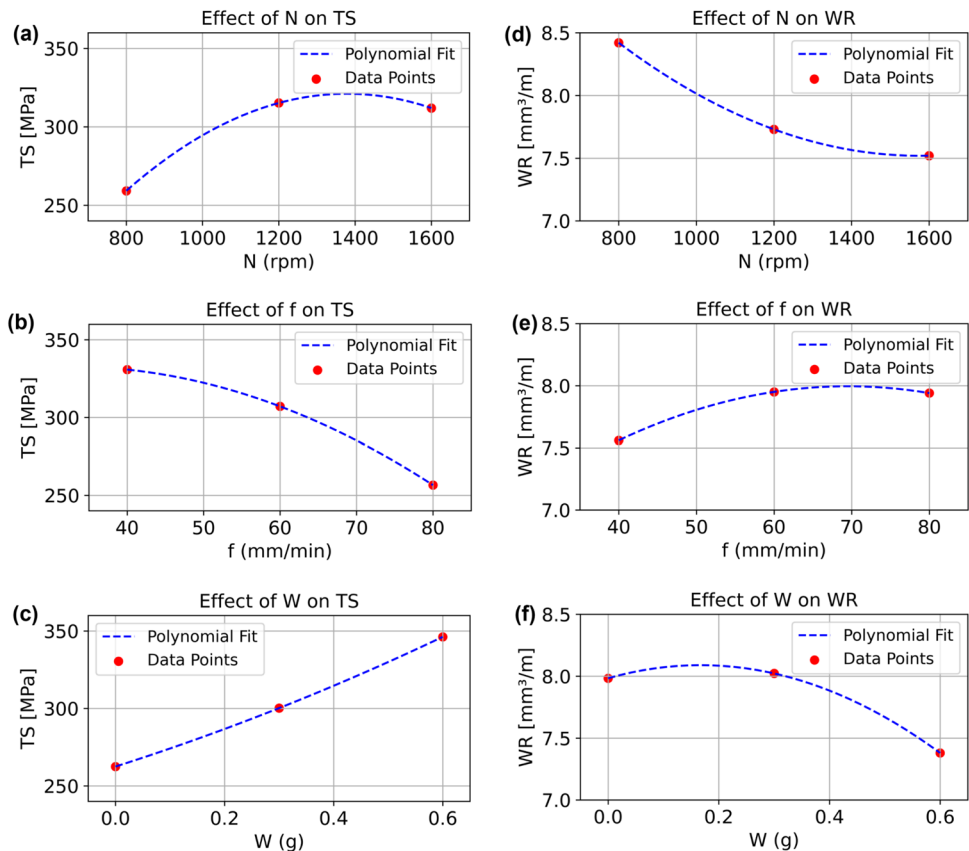 (a)
Effect of N on TS
350
300
250
TS [MPa]
Polynomial Fit
Data Points
800 1000 1200 1400 1600
N (rpm)
(d)
Effect of N on WR
8.5
8.0
7.5
7.0
WR [mm³/m]
Polynomial Fit
Data Points
800 1000 1200 1400 1600
N (rpm)
(b)
Effect of f on TS
350
300
250
TS [MPa]
Polynomial Fit
Data Points
40 50 60 70 80
f (mm/min)
(e)
Effect of f on WR
8.5
8.0
7.5
7.0
WR [mm³/m]
Polynomial Fit
Data Points
40 50 60 70 80
f (mm/min)
(c)
Effect of W on TS
350
300
250
TS [MPa]
Polynomial Fit
Data Points
0.0 0.2 0.4 0.6
W (g)
(f)
Effect of W on WR
8.5
8.0
7.5
7.0
WR [mm³/m]
Polynomial Fit
Data Points
0.0 0.2 0.4 0.6
W (g)